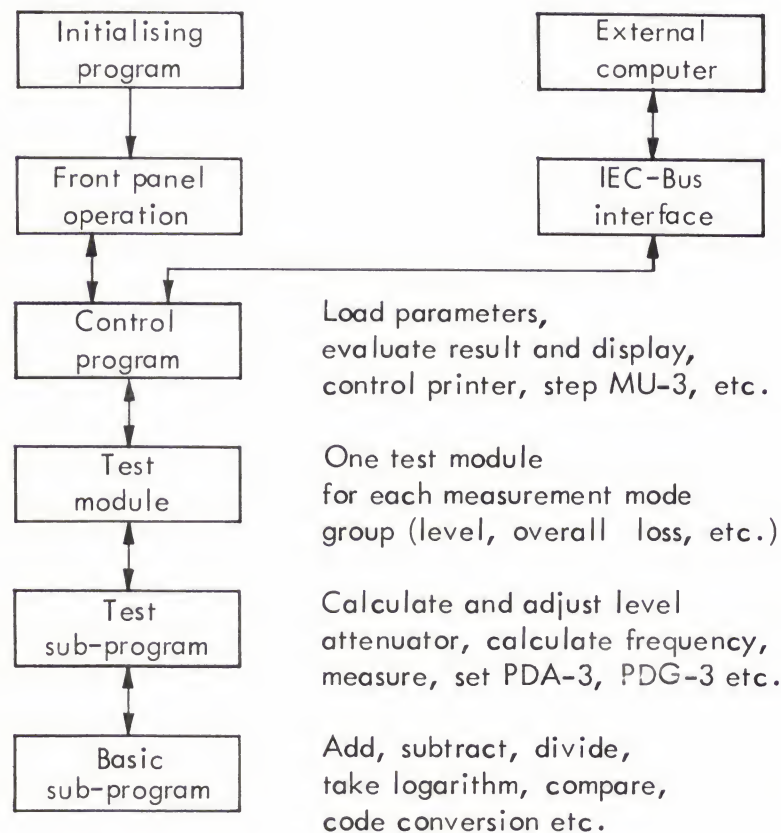 Initialising
program
External
computer
Front panel
operation
IEC-Bus
interface
Control
program
Load parameters,
evaluate result and display,
control printer, step MU-3, etc.
Test
module
One test module
for each measurement mode
group (level, overall loss, etc.)
Test
sub-program
Calculate and adjust level
attenuator, calculate frequency,
measure, set PDA-3, PDG-3 etc.
Basic
sub-program
Add, subtract, divide,
take logarithm, compare,
code conversion etc.